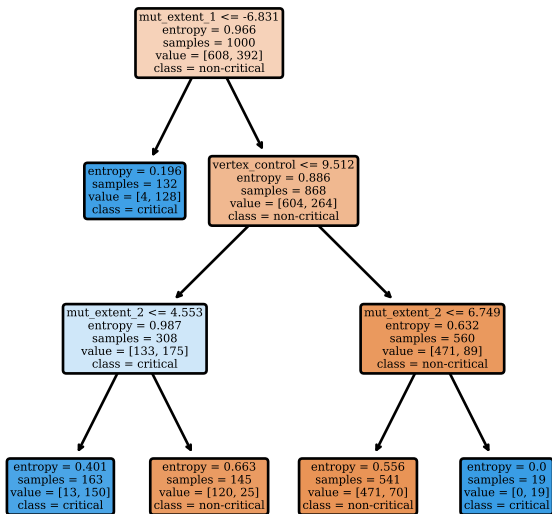 mut_extent_1 <= -6.831
entropy = 0.966
samples = 1000
value = [608, 392]
class = non-critical
entropy = 0.196
samples = 132
value = [4, 128]
class = critical
vertex_control <= 9.512
entropy = 0.886
samples = 868
value = [604, 264]
class = non-critical
mut_extent_2 <= 4.553
entropy = 0.987
samples = 308
value = [133, 175]
class = critical
mut_extent_2 <= 6.749
entropy = 0.632
samples = 560
value = [471, 89]
class = non-critical
entropy = 0.401
samples = 163
value = [13, 150]
class = critical
entropy = 0.663
samples = 145
value = [120, 25]
class = non-critical
entropy = 0.556
samples = 541
value = [471, 70]
class = non-critical
entropy = 0.0
samples = 19
value = [0, 19]
class = critical